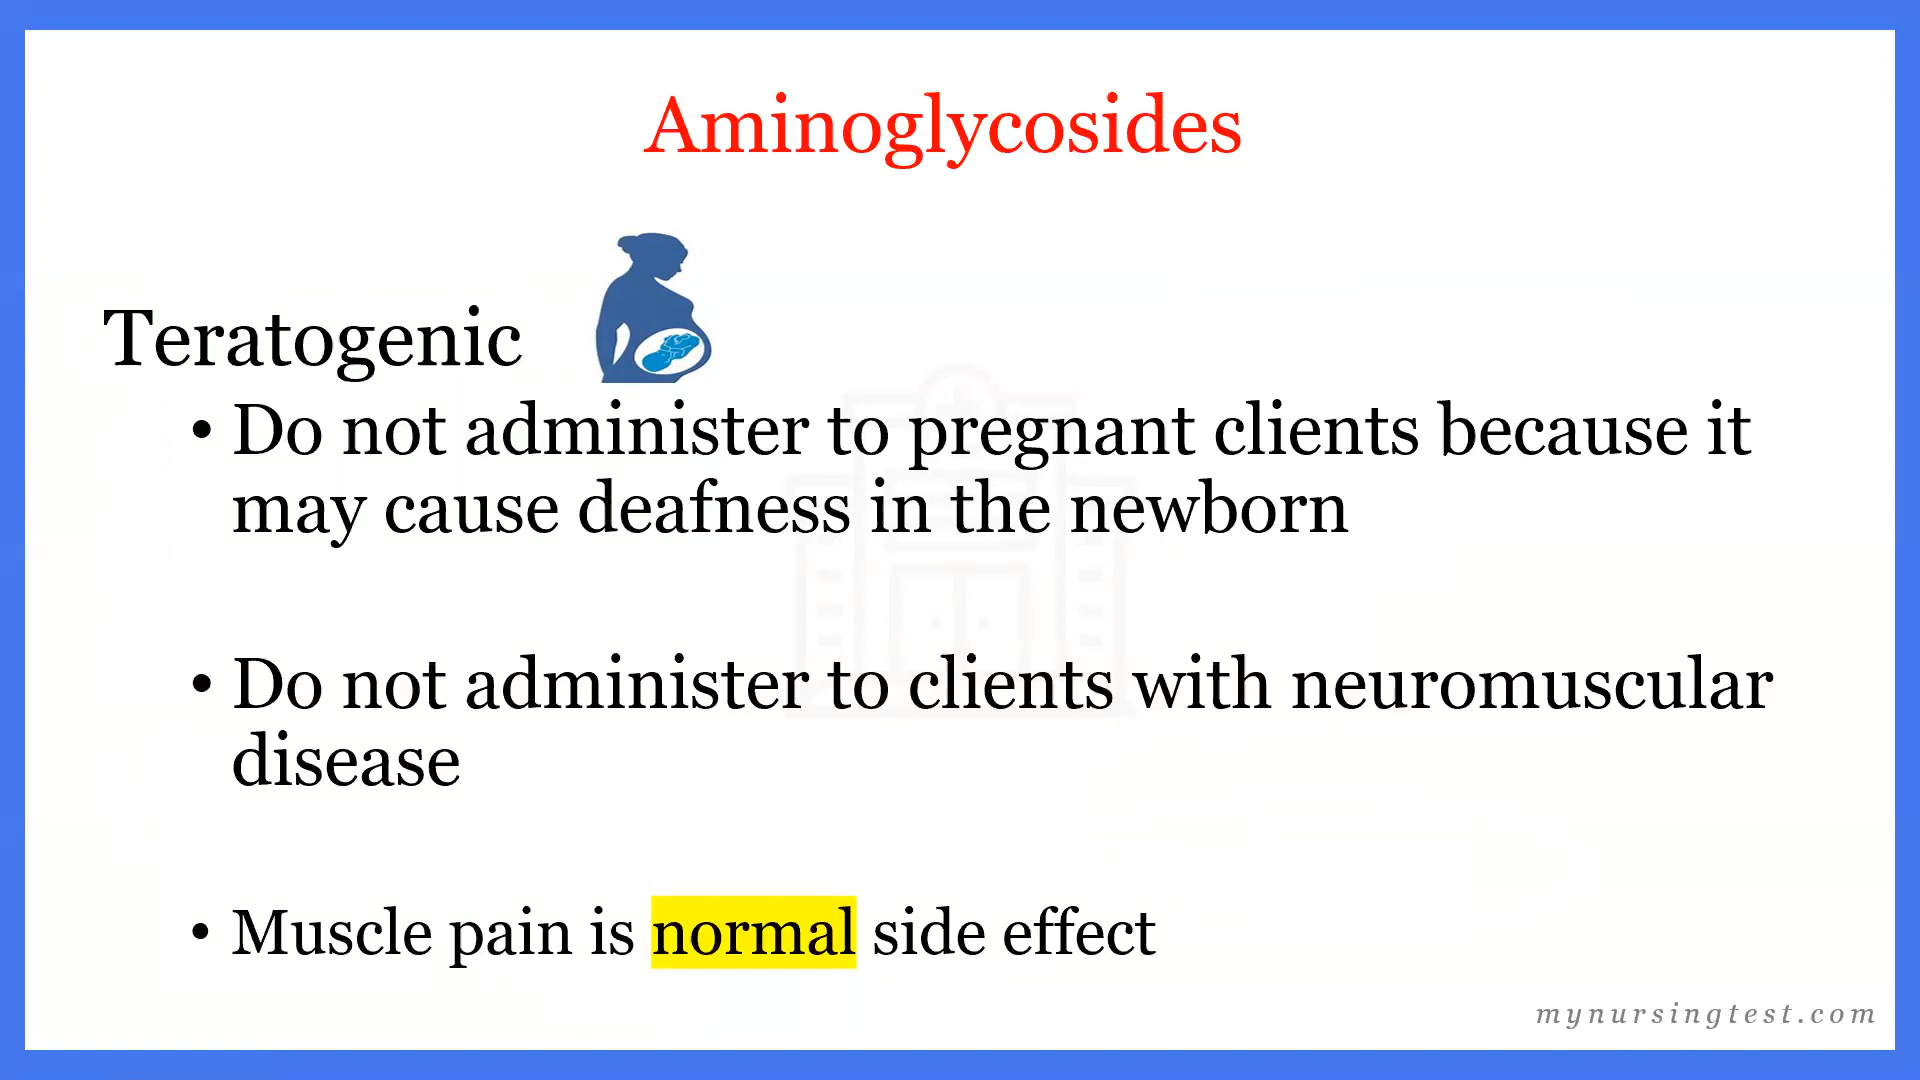 Aminoglycosides
Teratogenic
• Do not administer to pregnant clients because it
may cause deafness in the newborn
• Do not administer to clients with neuromuscular
disease
• Muscle pain is normal side effect
mynursingtest.com